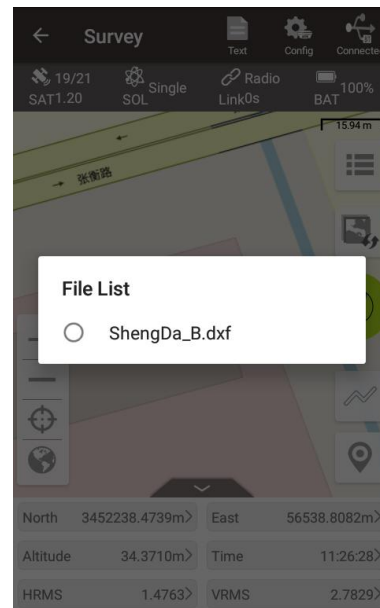 Survey
Text
Config
Connected
19/21
SAT1.20
Single
SOL
Radio
Link0s
100%
BAT
15.94 m
张衡路
File List
ShengDa_B.dxf
North 3452238.4739m
East 56538.8082m
Altitude 34.3710m
Time 11:26:28
HRMS 1.4763
VRMS 2.7829